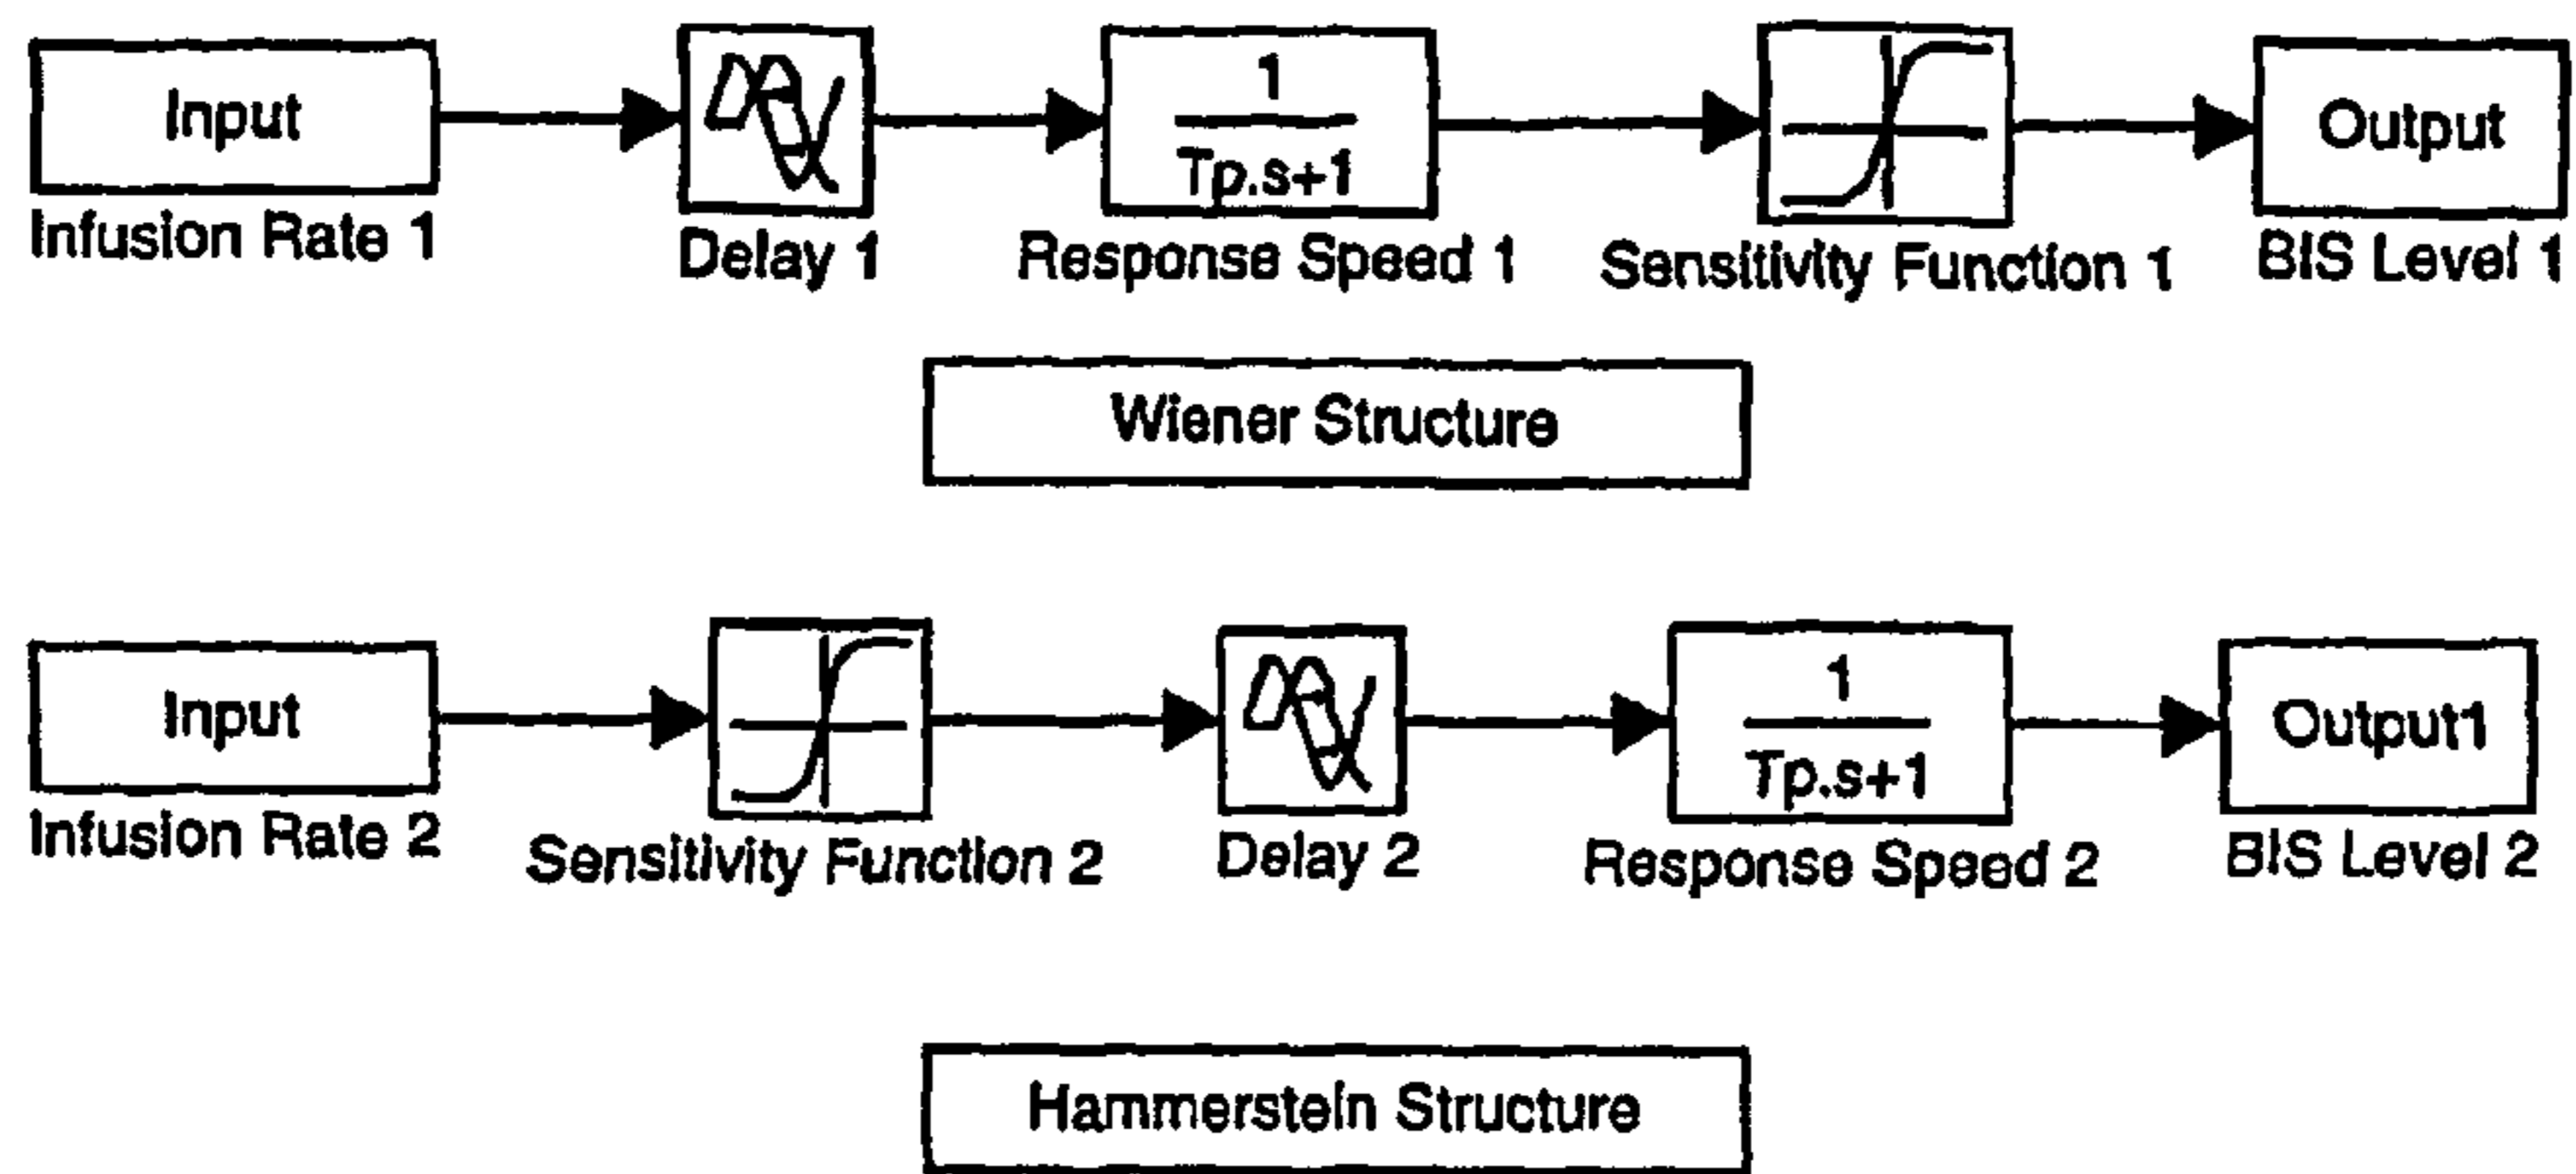 Input
Infusion Rate 1
Delay 1
1
Tp.s+1
Response Speed 1
Sensitivity Function 1
Output
BIS Level 1
Wiener Structure
Input
Infusion Rate 2
Sensitivity Function 2
Delay 2
1
Tp.s+1
Response Speed 2
Output1
BIS Level 2
Hammerstein Structure